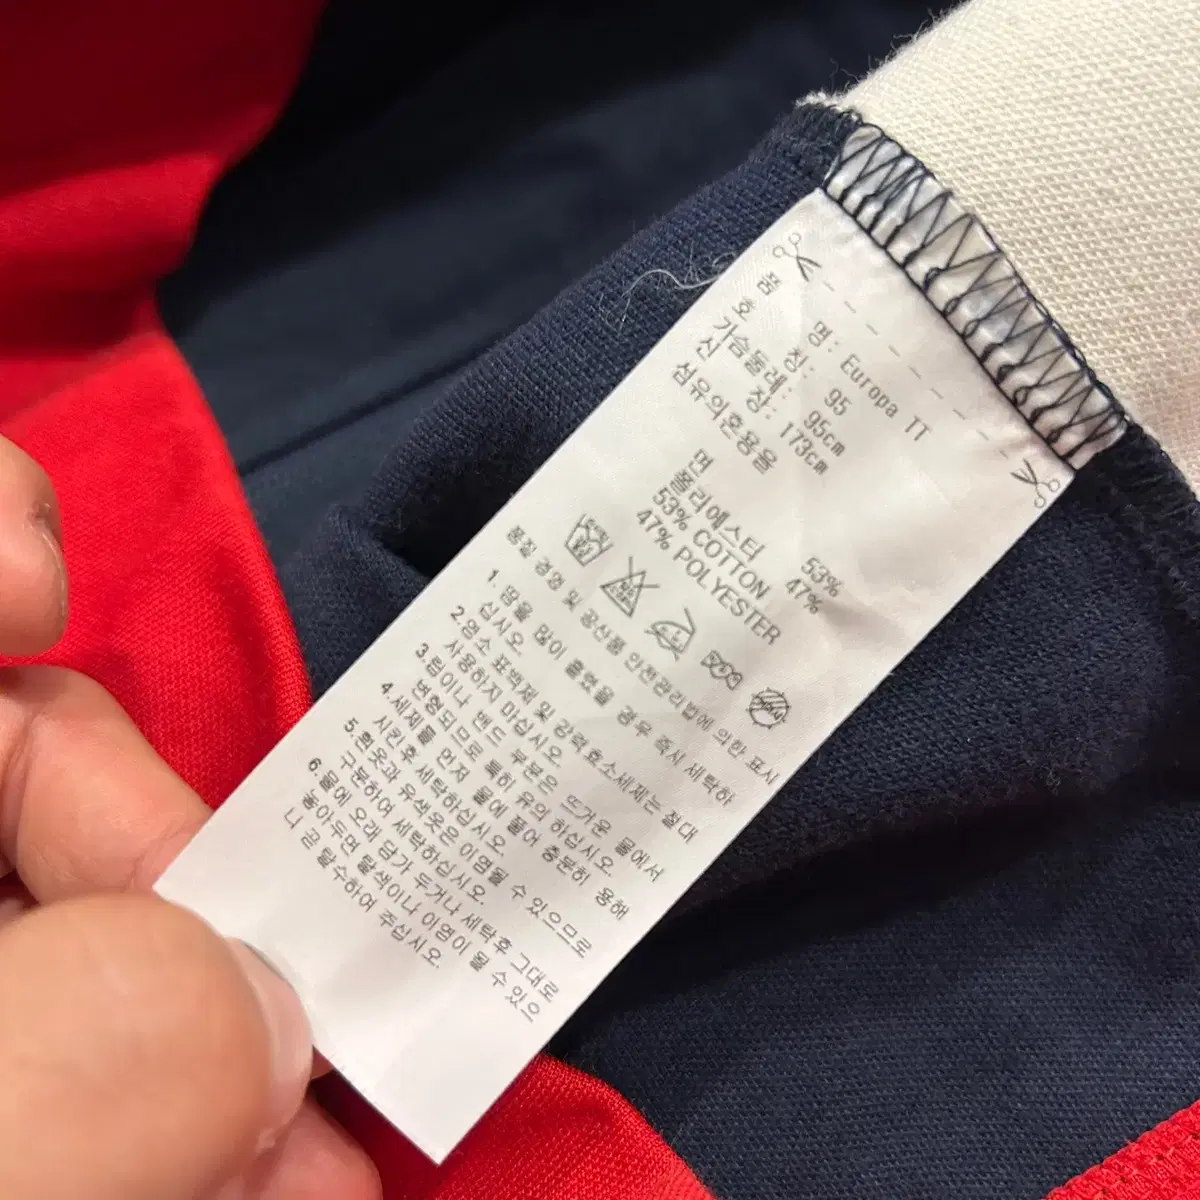 품 명: Europa TT
호 칭: 95
가슴둘레: 95cm
신 장: 173cm
섬유의혼용율
면 53%
폴리에스터 47%
53% COTTON
47% POLYESTER
품질 경영 및 공산품 안전관리법에 의한 표시
1. 땀을 많이 흘렸을 경우 즉시 세탁하
십시오.
2.염소 표백제 및 강력효소세제는 절대
사용하지 마십시오
3.립이나 밴드 부분은 뜨거운 물에서
변형되므로 특히 유의 하십시오.
4.세제를 먼저 물에 풀어 충분히 용해
시킨후 세탁하십시오.
5.흰옷과 유색옷은 이염될 수 있으므로
구분하여 세탁하십시오.
6.물에 오래 담가 두거나 세탁후 그대로
놓아두면 탈색이나 이염이 될 수 있으
니 곧 탈수하여 주십시오.